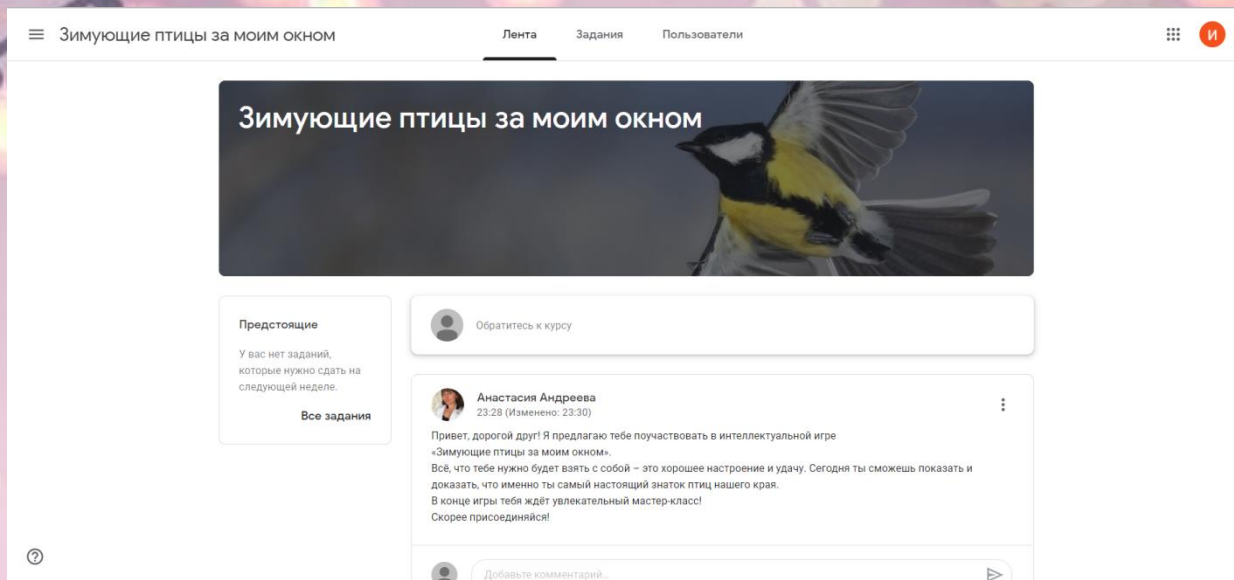 Зимующие птицы за моим окном
Лента
Задания
Пользователи
И
Зимующие птицы за моим окном
Предстоящие
У вас нет заданий,
которые нужно сдать на
следующей неделе.
Все задания
Обратитесь к курсу
Анастасия Андреева
23:28 (Изменено: 23:30)
Привет, дорогой друг! Я предлагаю тебе поучаствовать в интеллектуальной игре
«Зимующие птицы за моим окном».
Всё, что тебе нужно будет взять с собой – это хорошее настроение и удачу. Сегодня ты сможешь показать и
доказать, что именно ты самый настоящий знаток птиц нашего края.
В конце игры тебя ждёт увлекательный мастер-класс!
Скорее присоединяйся!
Добавьте комментарий...
?